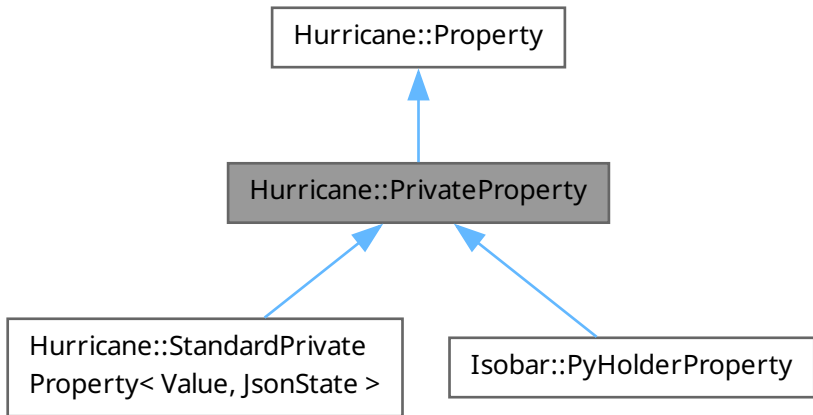 Hurricane::Property
Hurricane::PrivateProperty
Hurricane::StandardPrivate
Property< Value, JsonState >
Isobar::PyHolderProperty